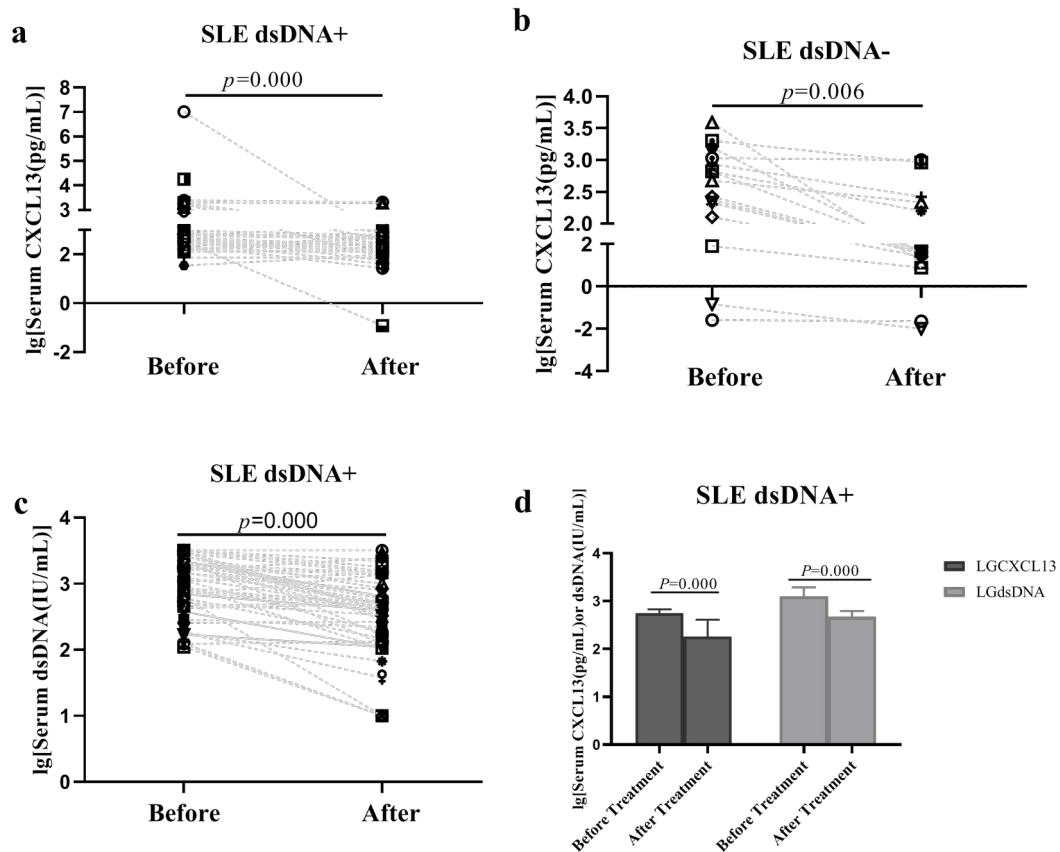 a
SLE dsDNA+
p=0.000
lg[Serum CXCL13(pg/mL)]
8
7
6
5
4
3
2
0
-2
Before
After
b
SLE dsDNA-
p=0.006
lg[Serum CXCL13(pg/mL)]
4.0
3.5
3.0
2.5
2.0
2
0
-2
-4
Before
After
c
SLE dsDNA+
p=0.000
lg[Serum dsDNA(IU/mL)]
4
3
2
1
0
Before
After
d
SLE dsDNA+
lg[Serum CXCL13(pg/mL)or dsDNA(IU/mL)]
4
3
2
1
0
P=0.000
P=0.000
LGCXCL13
LGdsDNA
Before Treatment
After Treatment
Before Treatment
After Treatment